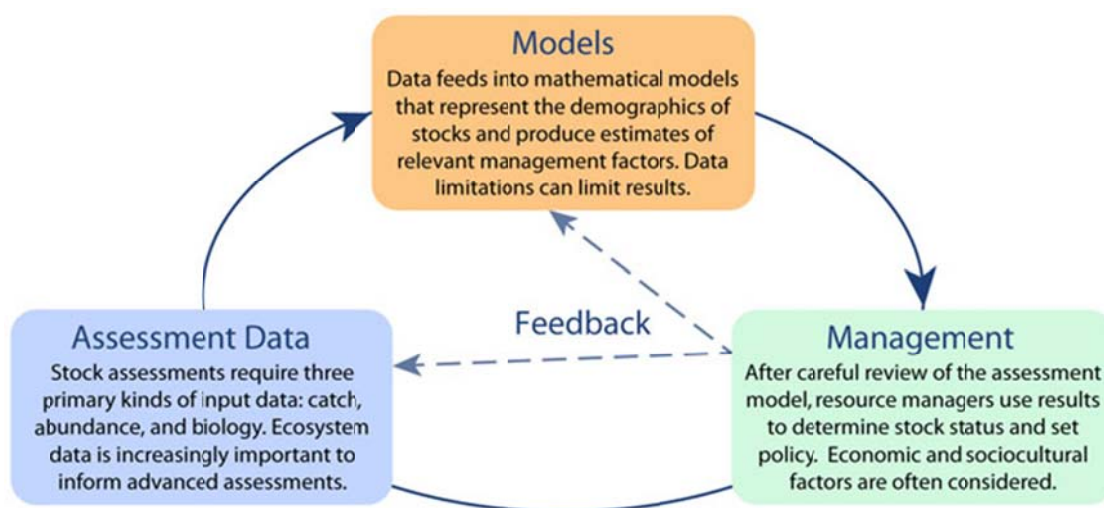 Models
Data feeds into mathematical models
that represent the demographics of
stocks and produce estimates of
relevant management factors. Data
limitations can limit results.
Feedback
Assessment Data
Stock assessments require three
primary kinds of input data: catch,
abundance, and biology. Ecosystem
data is increasingly important to
inform advanced assessments.
Management
After careful review of the assessment
model, resource managers use results
to determine stock status and set
policy. Economic and sociocultural
factors are often considered.